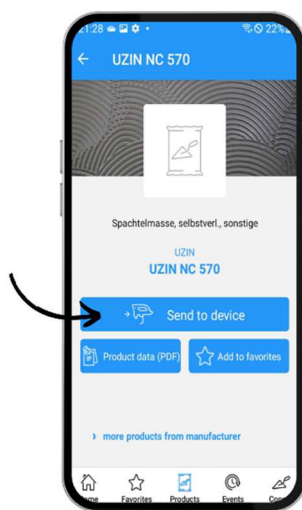 21:28
22%
UZIN NC 570
Spachtelmasse, selbstverl., sonstige
UZIN
UZIN NC 570
Send to device
Product data (PDF)
Add to favorites
more products from manufacturer
Favorites
Products
Events